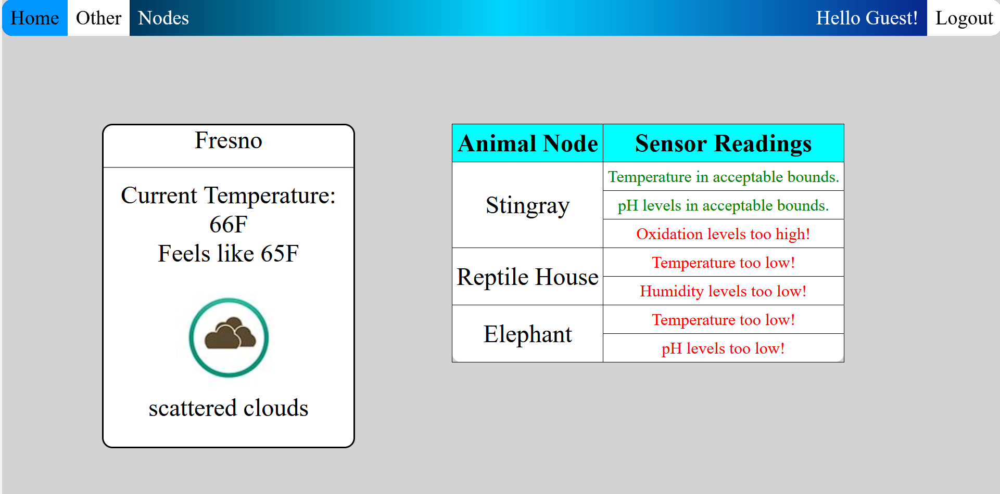 Home Other Nodes Hello Guest! Logout
Fresno
Current Temperature:
66F
Feels like 65F
scattered clouds
Animal Node Sensor Readings
Stingray
Temperature in acceptable bounds.
pH levels in acceptable bounds.
Oxidation levels too high!
Reptile House
Temperature too low!
Humidity levels too low!
Elephant
Temperature too low!
pH levels too low!